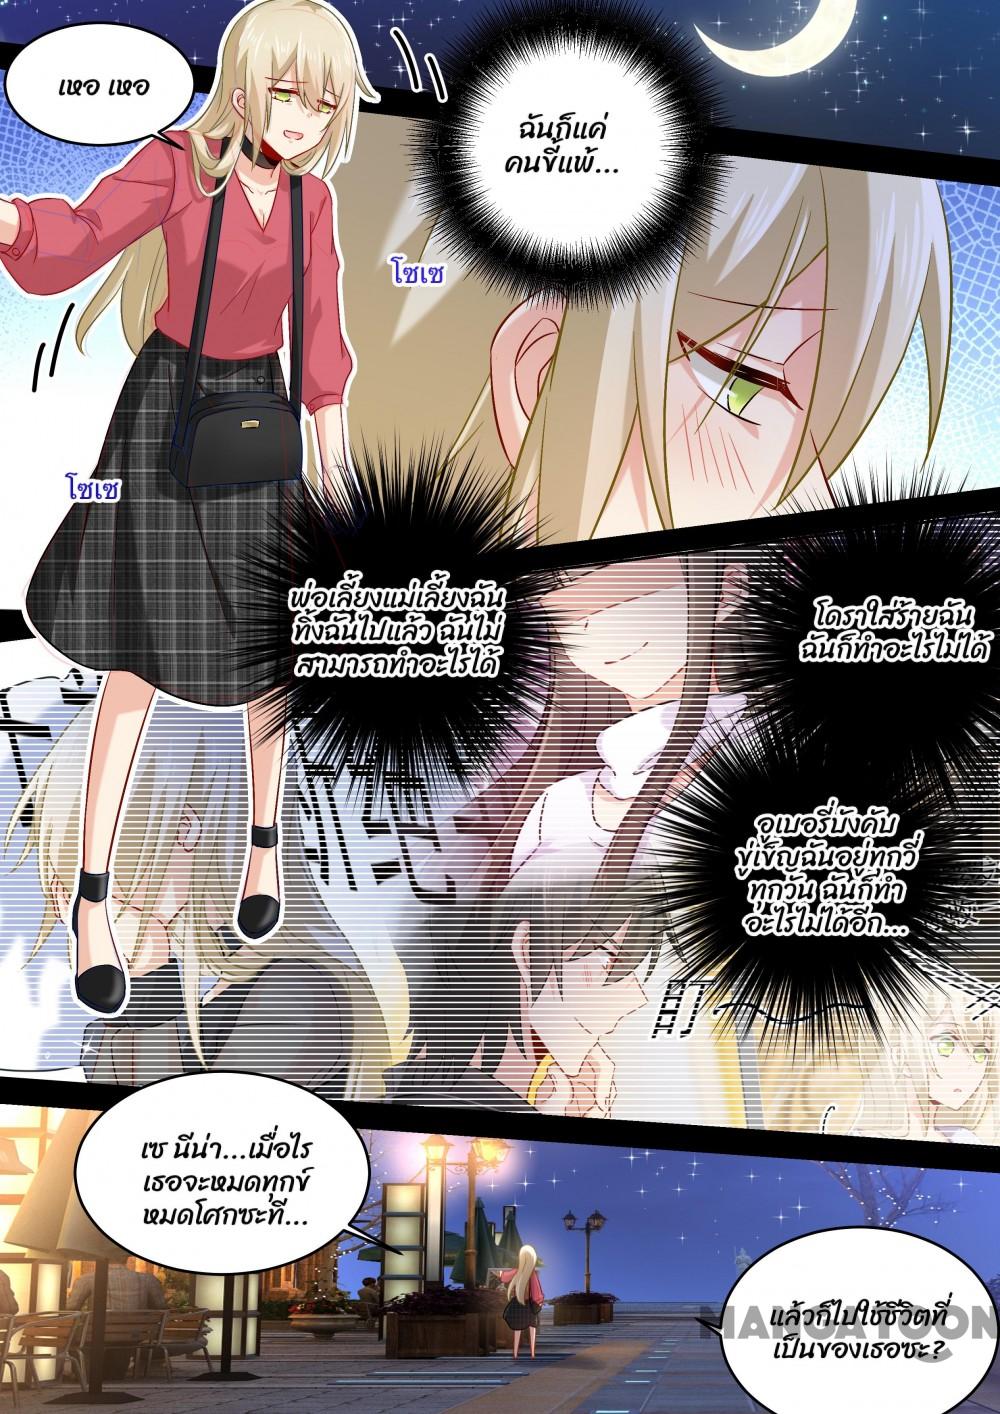 เหอ เหอ
ฉันก็แค่
คนขี้แพ้...
โซเซ
โซเซ
พ่อเลี้ยงแม่เลี้ยงฉัน
ทิ้งฉันไปแล้ว ฉันไม่
สามารถทำอะไรได้
โดราใส่ร้ายฉัน
ฉันก็ทำอะไรไม่ได้
อูเบอรี่บังคับ
ขู่เข็ญฉันอยู่ทุกวี่
ทุกวัน ฉันก็ทำ
อะไรไม่ได้อีก...
เซ นีน่า...เมื่อไร
เธอจะหมดทุกข์
หมดโศกซะที...
แล้วก็ไปใช้ชีวิตที่
เป็นของเธอซะ?
MANGATOON